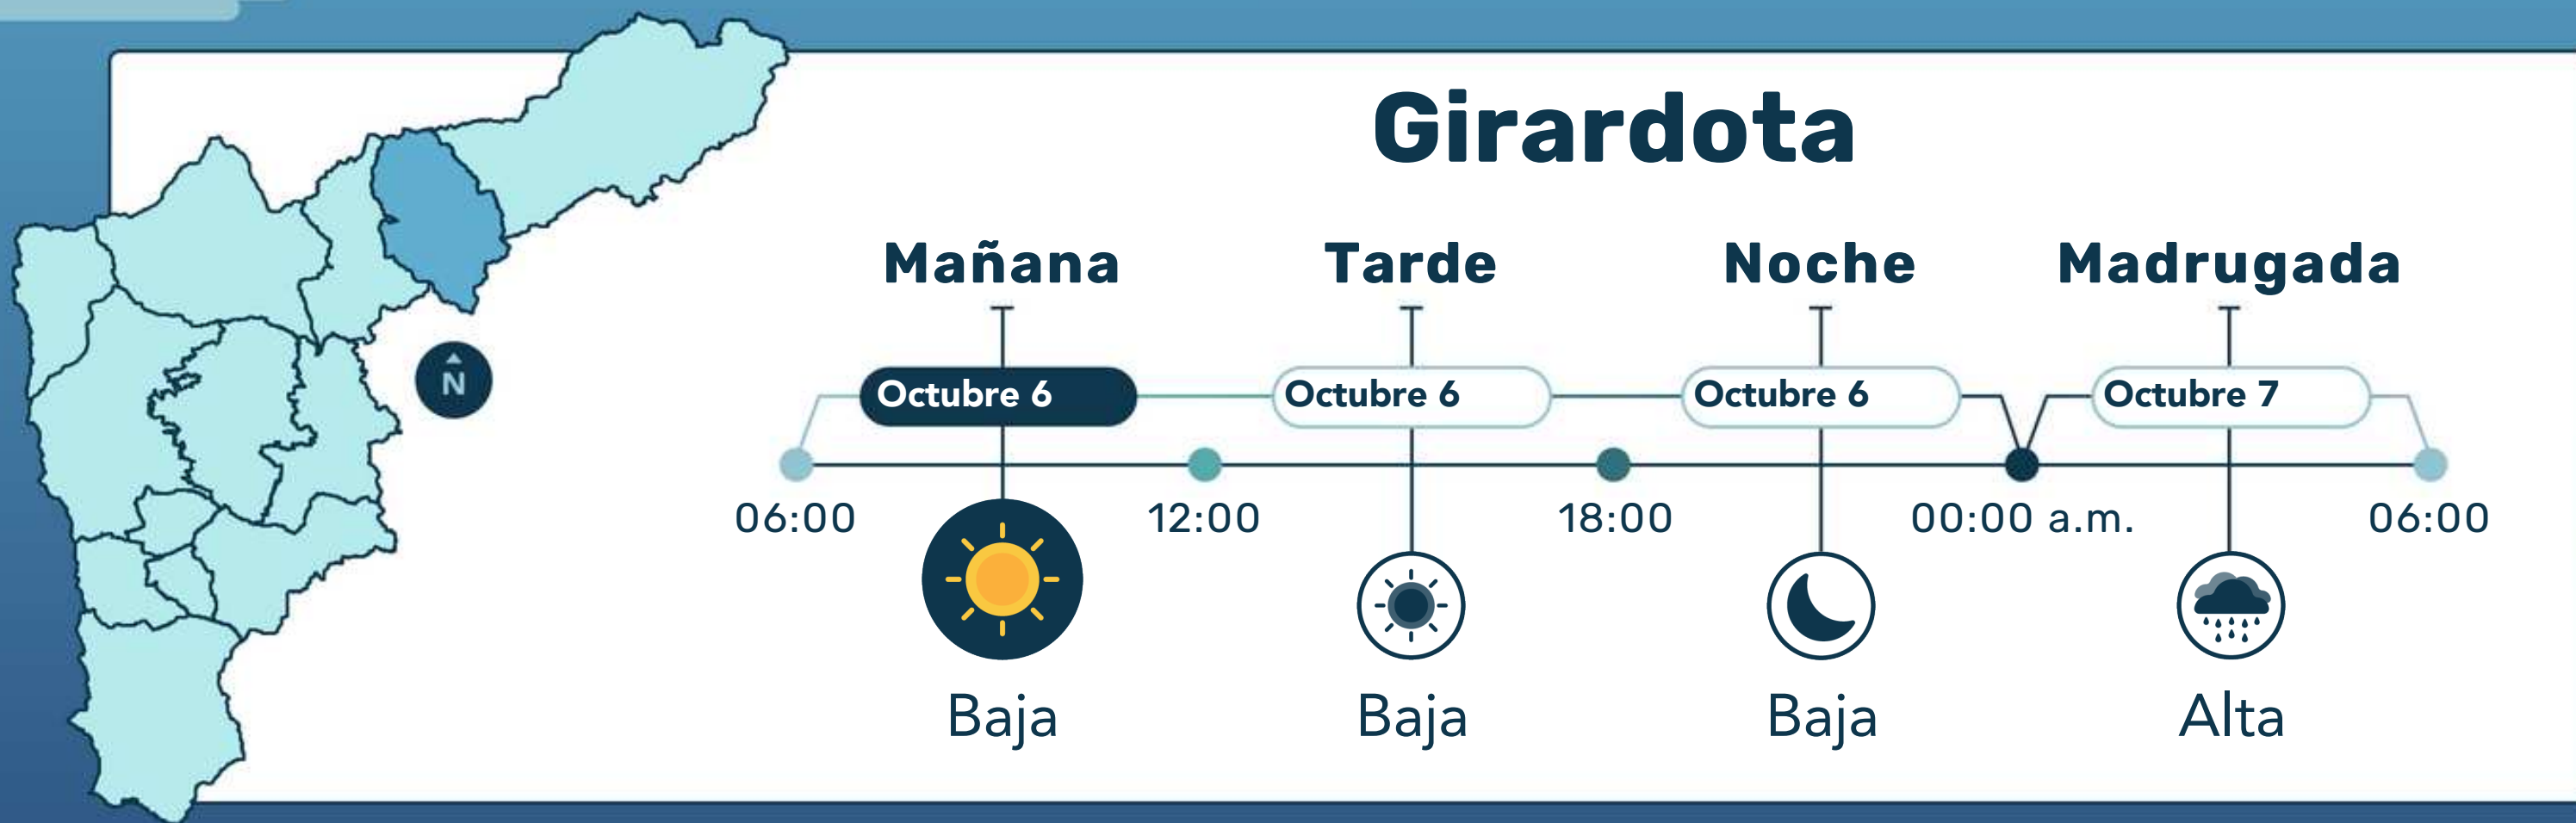 Girardota
Mañana Tarde Noche Madrugada
Octubre 6 Octubre 6 Octubre 6 Octubre 7
N
06:00 12:00 18:00 00:00 a.m. 06:00
Baja Baja Baja Alta